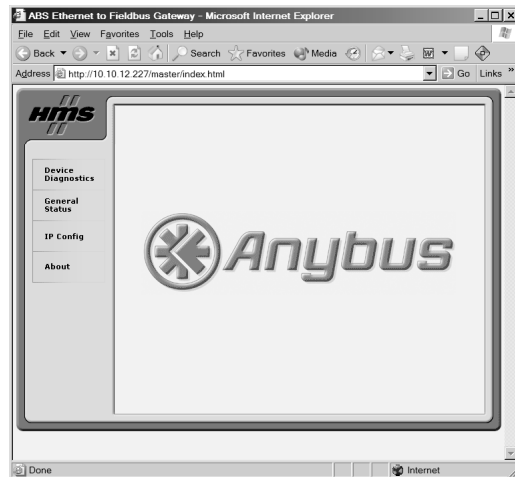 ABS Ethernet to Fieldbus Gateway - Microsoft Internet Explorer
File Edit View Favorites Tools Help
Back Search Favorites Media W
Address http://10.10.12.227/master/index.html Go Links »
HMS
Device
Diagnostics
General
Status
IP Config
About
Anybus
Done Internet